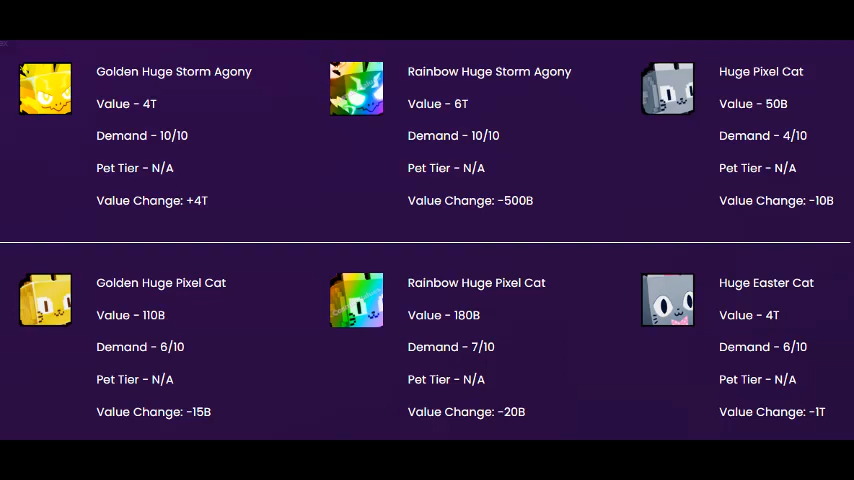 Golden Huge Storm Agony
Value - 4T
Demand - 10/10
Pet Tier - N/A
Value Change: +4T
Rainbow Huge Storm Agony
Value - 6T
Demand - 10/10
Pet Tier - N/A
Value Change: -500B
Huge Pixel Cat
Value - 50B
Demand - 4/10
Pet Tier - N/A
Value Change: -10B
Golden Huge Pixel Cat
Value - 110B
Demand - 6/10
Pet Tier - N/A
Value Change: -15B
Rainbow Huge Pixel Cat
Value - 180B
Demand - 7/10
Pet Tier - N/A
Value Change: -20B
Huge Easter Cat
Value - 4T
Demand - 6/10
Pet Tier - N/A
Value Change: -1T